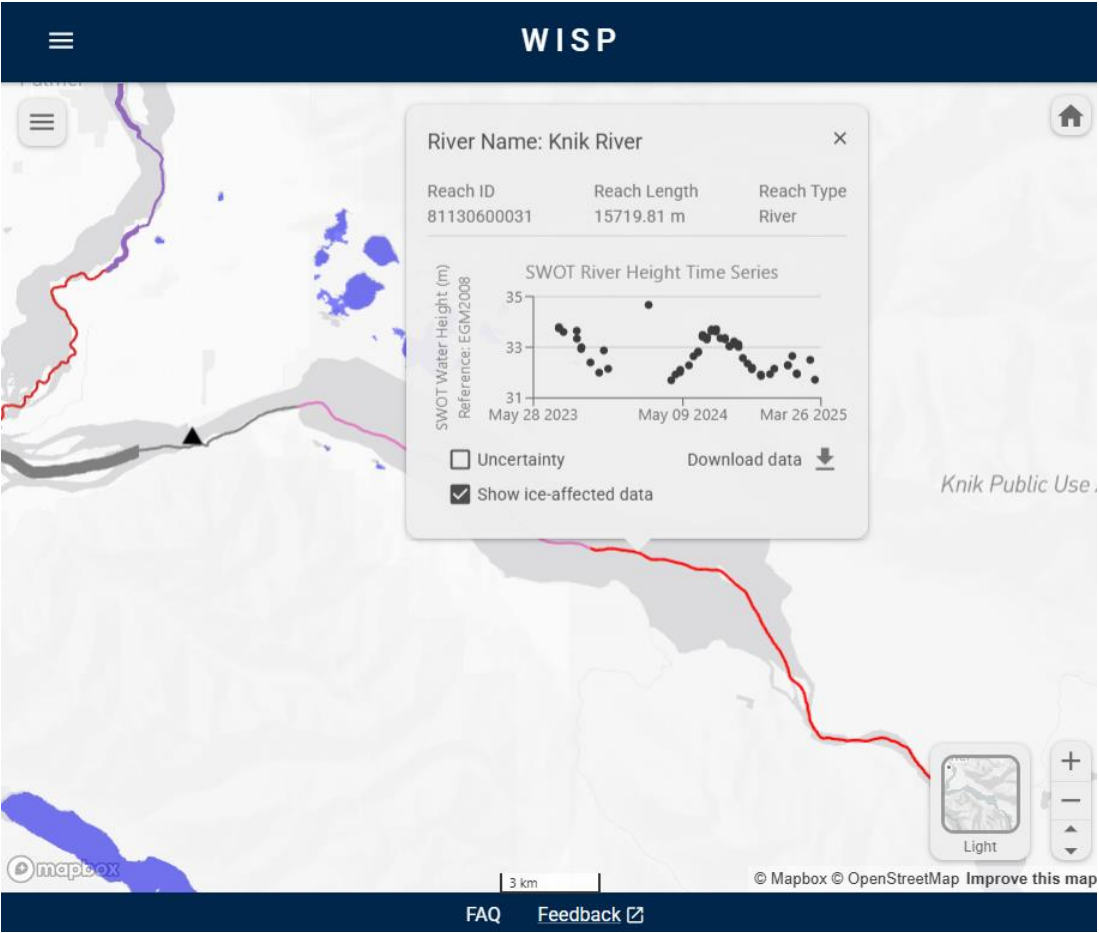 WISP
River Name: Knik River
Reach ID
Reach Length
Reach Type
81130600031
15719.81 m
River
SWOT River Height Time Series
SWOT Water Height (m)
Reference: EGM2008
35
33
31
May 28 2023
May 09 2024
Mar 26 2025
Uncertainty
Download data
Show ice-affected data
Knik Public Use
Light
mapbox
3 km
© Mapbox © OpenStreetMap Improve this map
FAQ
Feedback